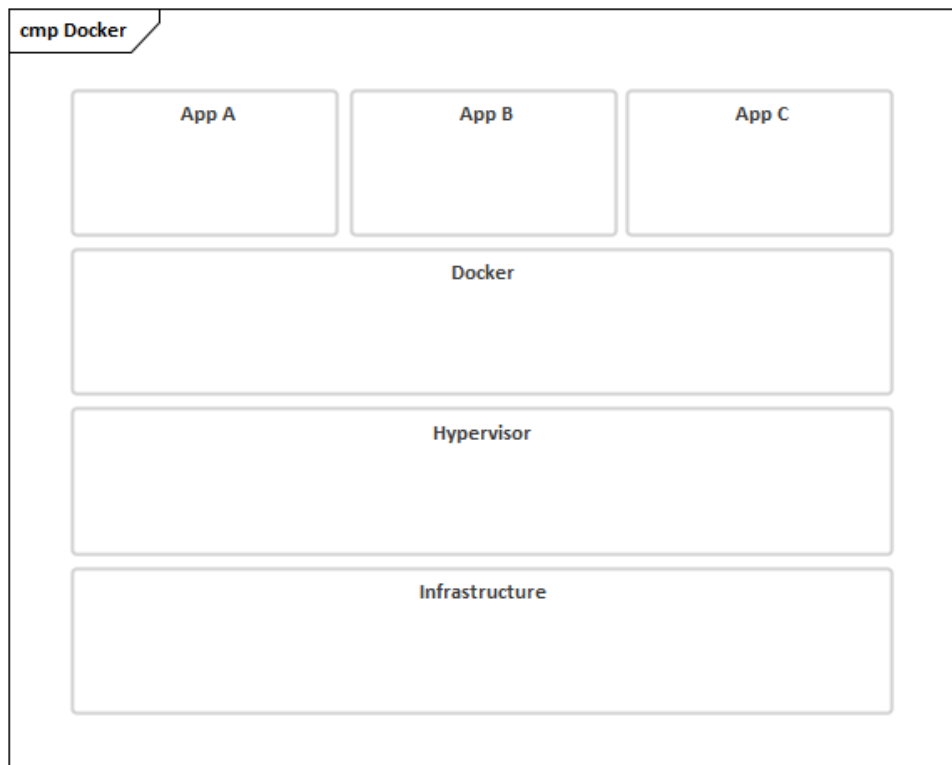 cmp Docker
App A
App B
App C
Docker
Hypervisor
Infrastructure